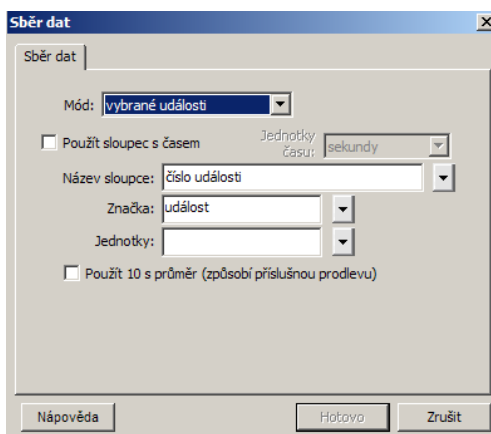 Sběr dat
Sběr dat
Mód: vybrané události
Použít sloupec s časem
Jednotky času: sekundy
Název sloupce: číslo události
Značka: událost
Jednotky:
Použít 10 s průměr (způsobí příslušnou prodlevu)
Nápověda Hotovo Zrušit